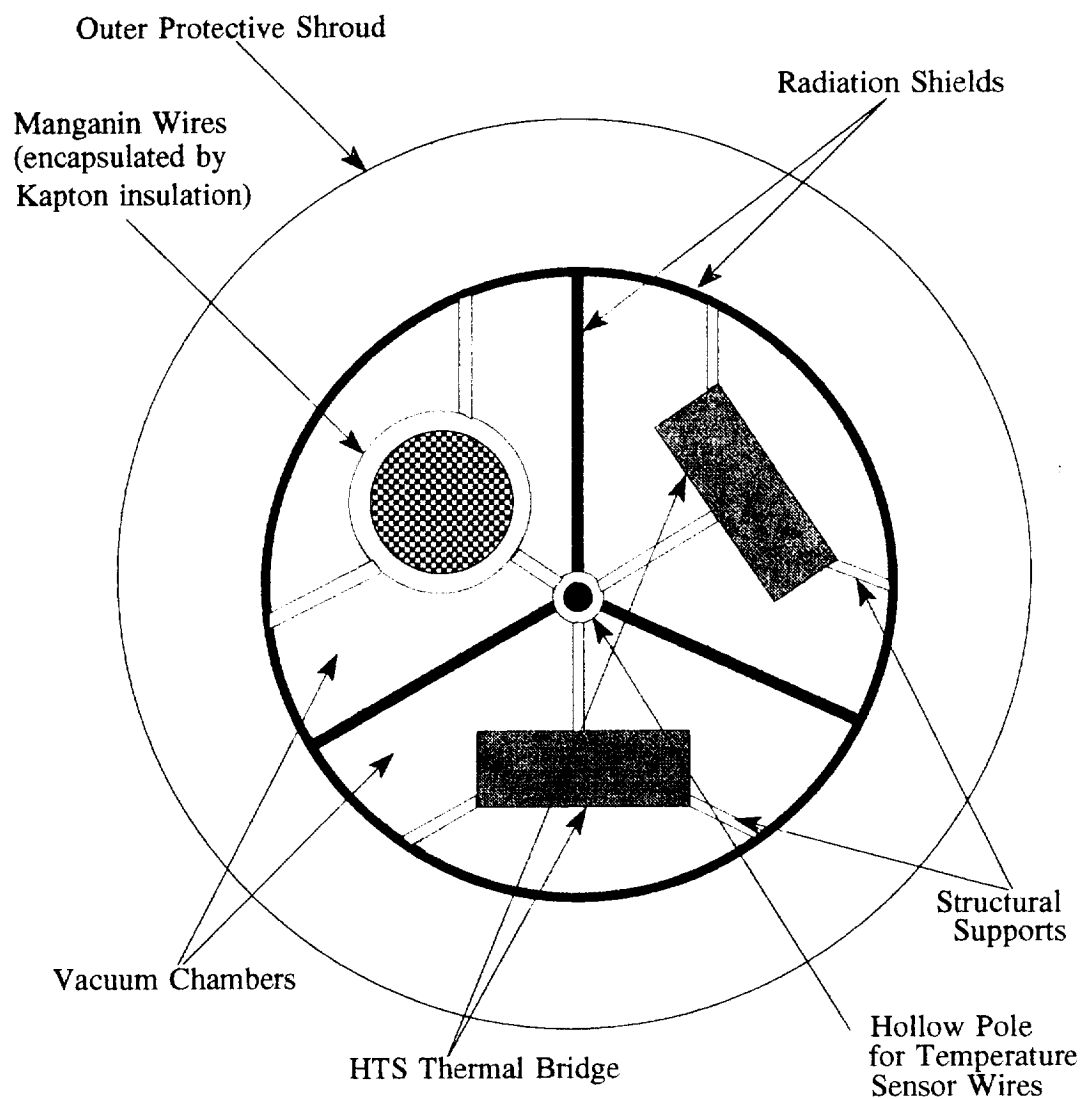 Outer Protective Shroud
Radiation Shields
Manganin Wires
(encapsulated by
Kapton insulation)
Structural
Supports
Vacuum Chambers
Hollow Pole
for Temperature
Sensor Wires
HTS Thermal Bridge